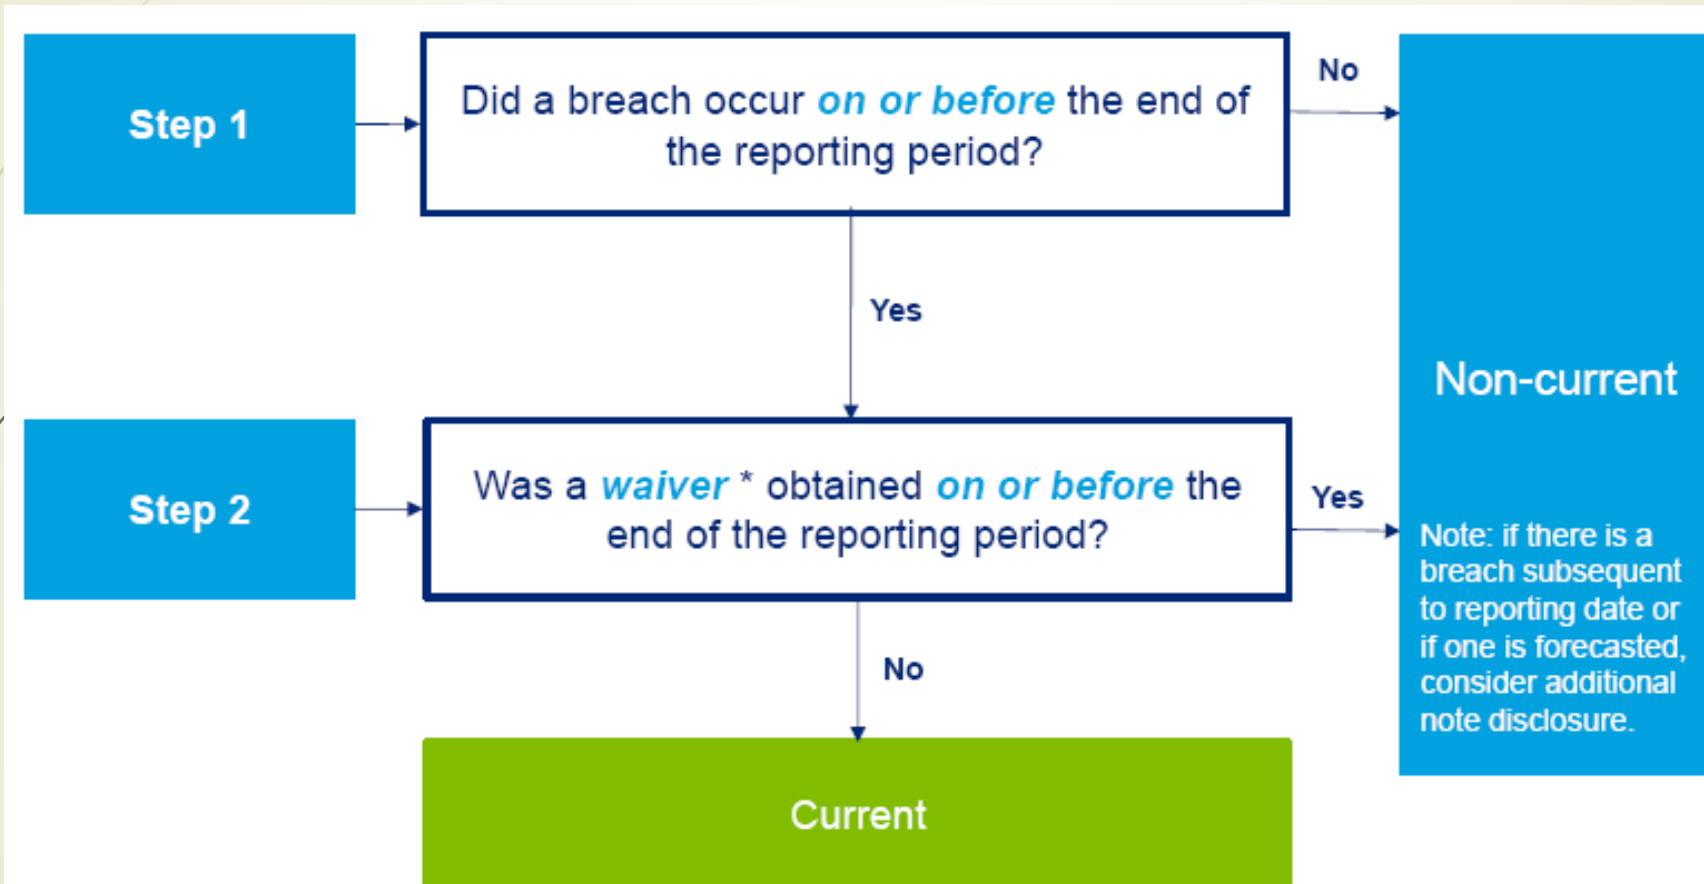 Step 1
Did a breach occur on or before the end of
the reporting period?
No
Yes
Step 2
Was a waiver * obtained on or before the
end of the reporting period?
Yes
No
Current
Non-current
Note: if there is a
breach subsequent
to reporting date or
if one is forecasted,
consider additional
note disclosure.